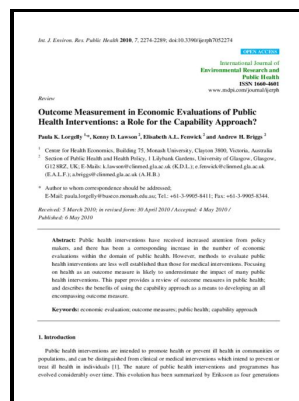 Int. J. Environ. Res. Public Health 2010, 7, 2274-2289; doi:10.3390/ijerph7052274
OPEN ACCESS
International Journal of
Environmental Research and
Public Health
ISSN 1660-4601
www.mdpi.com/journal/ijerph
Review
Outcome Measurement in Economic Evaluations of Public
Health Interventions: a Role for the Capability Approach?
Paula K. Lorgelly 1,*, Kenny D. Lawson 2, Elisabeth A.L. Fenwick 2 and Andrew H. Briggs 2
1 Centre for Health Economics, Building 75, Monash University, Clayton 3800, Victoria, Australia
2 Section of Public Health and Health Policy, 1 Lilybank Gardens, University of Glasgow, Glasgow,
G12 8RZ, UK; E-Mails: k.lawson@clinmed.gla.ac.uk (K.D.L.); e.fenwick@clinmed.gla.ac.uk
(E.A.L.F.); a.briggs@clinmed.gla.ac.uk (A.H.B.)
* Author to whom correspondence should be addressed;
E-Mail: paula.lorgelly@buseco.monash.edu.au; Tel.: +61-3-9905-8411; Fax: +61-3-9905-8344.
Received: 5 March 2010; in revised form: 30 April 2010 / Accepted: 4 May 2010 /
Published: 6 May 2010
Abstract: Public health interventions have received increased attention from policy
makers, and there has been a corresponding increase in the number of economic
evaluations within the domain of public health. However, methods to evaluate public
health interventions are less well established than those for medical interventions. Focusing
on health as an outcome measure is likely to underestimate the impact of many public
health interventions. This paper provides a review of outcome measures in public health;
and describes the benefits of using the capability approach as a means to developing an all
encompassing outcome measure.
Keywords: economic evaluation; outcome measures; public health; capability approach
1. Introduction
Public health interventions are intended to promote health or prevent ill health in communities or
populations, and can be distinguished from clinical or medical interventions which intend to prevent or
treat ill health in individuals [1]. The nature of public health interventions and programmes has
evolved considerably over time. This evolution has been summarized by Eriksson as four generations